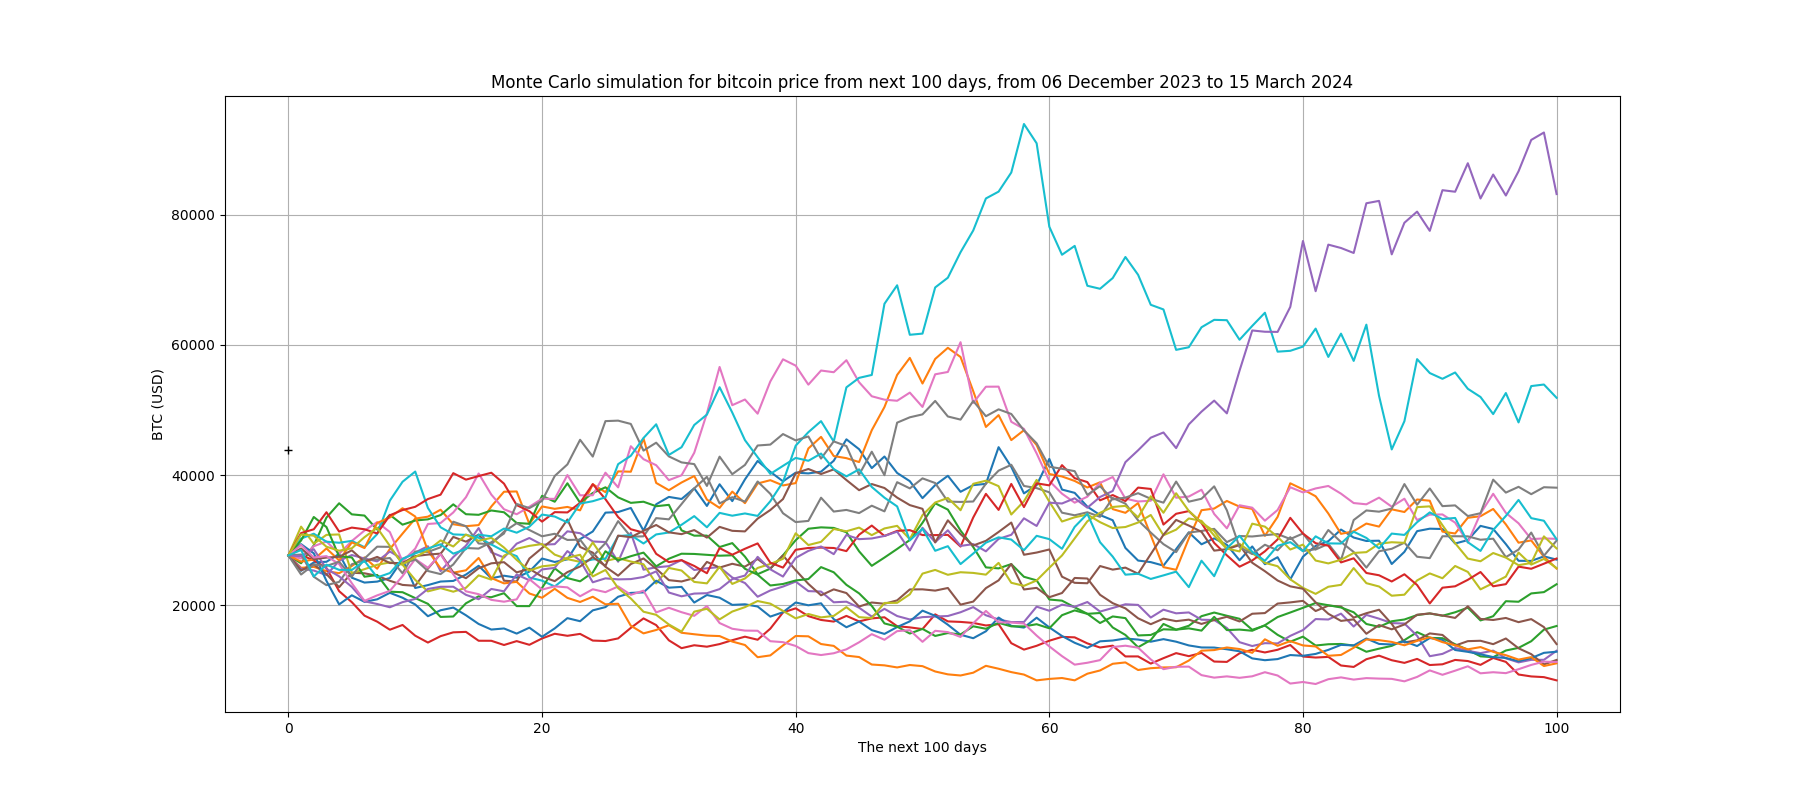 Monte Carlo simulation for bitcoin price from next 100 days, from 06 December 2023 to 15 March 2024
BTC (USD)
80000
60000
40000
20000
0 20 40 60 80 100
The next 100 days